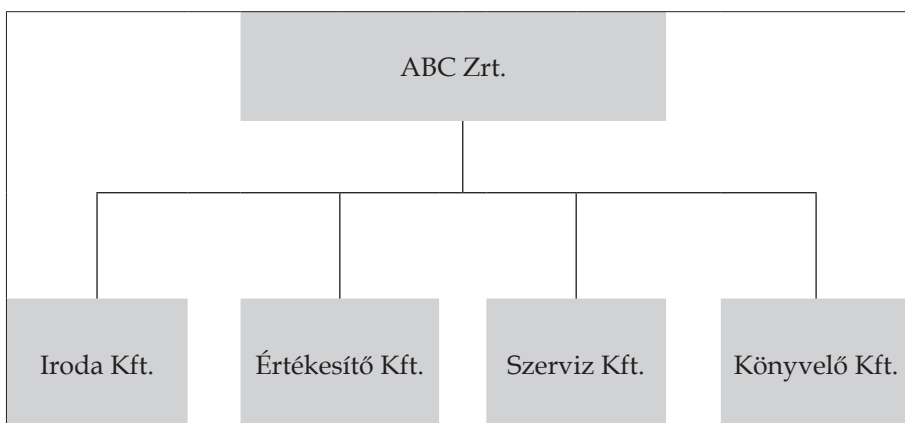 ABC Zrt.
Iroda Kft.
Értékesítő Kft.
Szerviz Kft.
Könyvelő Kft.